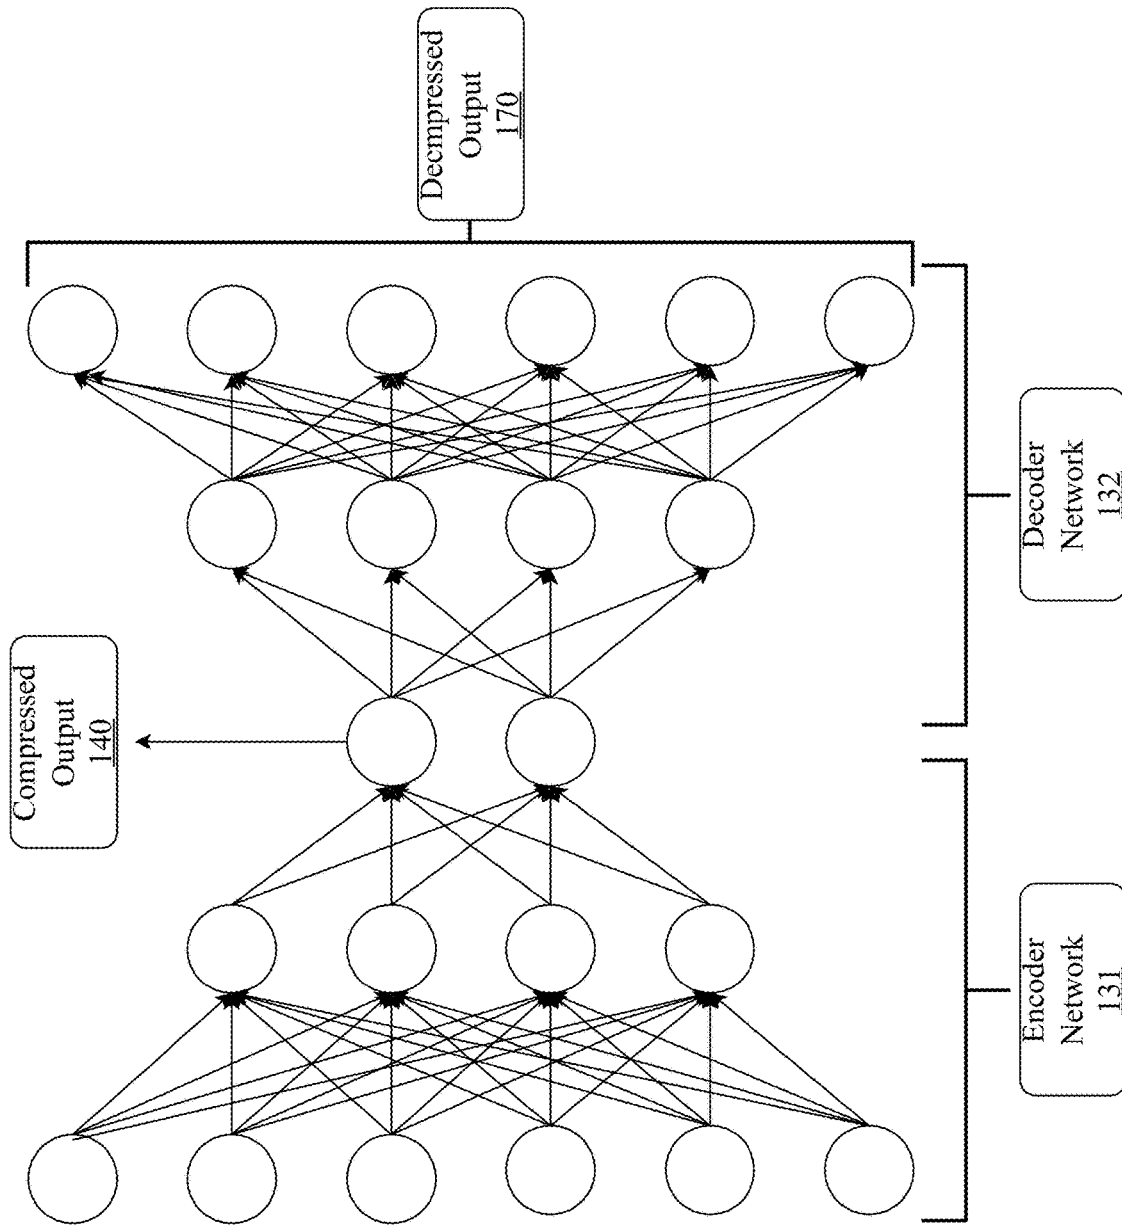 Decmpressed
Output
170
Compressed
Output
140
Decoder
Network
132
Encoder
Network
131